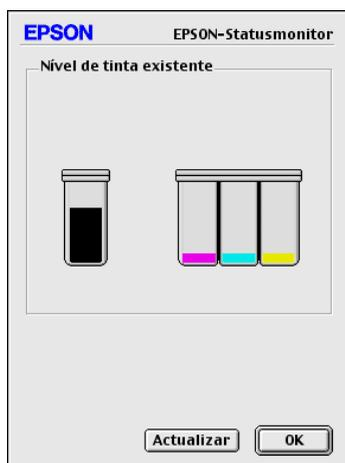 EPSON
EPSON-Statusmonitor
Nível de tinta existente
Actualizar
OK